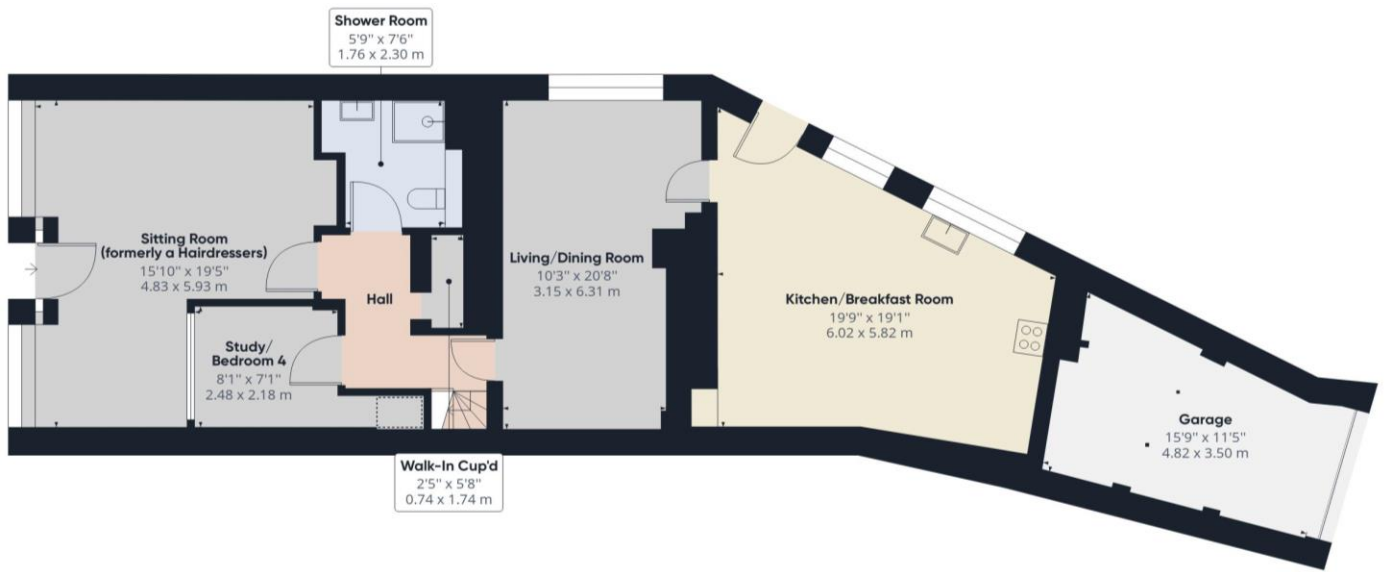 Shower Room
5'9" x 7'6"
1.76 x 2.30 m
Sitting Room
(formerly a Hairdressers)
15'10" x 19'5"
4.83 x 5.93 m
Hall
Study/
Bedroom 4
8'1" x 7'1"
2.48 x 2.18 m
Walk-In Cup'd
2'5" x 5'8"
0.74 x 1.74 m
Living/Dining Room
10'3" x 20'8"
3.15 x 6.31 m
Kitchen/Breakfast Room
19'9" x 19'1"
6.02 x 5.82 m
Garage
15'9" x 11'5"
4.82 x 3.50 m